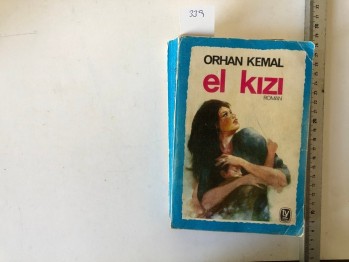 339
ORHAN KEMAL
el kızı
ROMAN